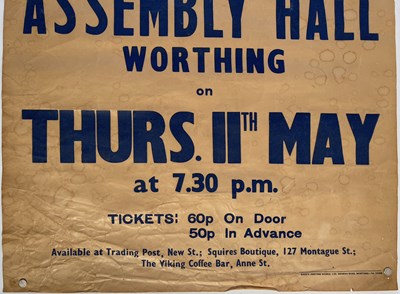 ASSEMBLY HALL
WORTHING
on
THURS. 11TH MAY
at 7.30 p.m.
TICKETS: 60p On Door
50p In Advance
Available at Trading Post, New St.; Squires Boutique, 127 Montague St.;
The Viking Coffee Bar, Anne St.